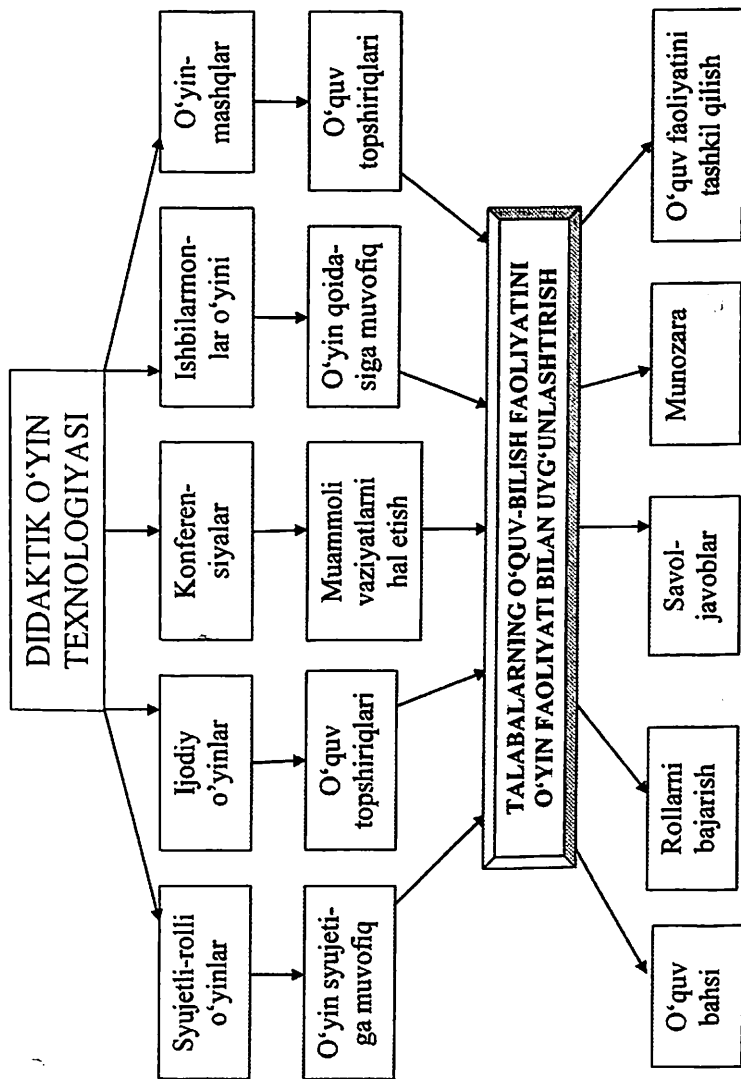 DIDAKTIK O‘YIN
TEXNOLOGIYASI
Syujetli-rolli
o‘yinlar
Ijodiy
o’yinlar
Konferen-
siyalar
Ishbilarmon-
lar o‘yini
O‘yin-
mashqlar
O‘yin syujeti-
ga muvofiq
O‘quv
topshiriqlari
Muammoli
vaziyatlarni
hal etish
O‘yin qoida-
siga muvofiq
O‘quv
topshiriqlari
TALABALARNING O‘QUV-BILISH FAOLIYATINI
O‘YIN FAOLIYATI BILAN UYG‘UNLASHTIRISH
O‘quv
bahsi
Rollarni
bajarish
Savol-
javoblar
Munozara
O‘quv faoliyatini
tashkil qilish